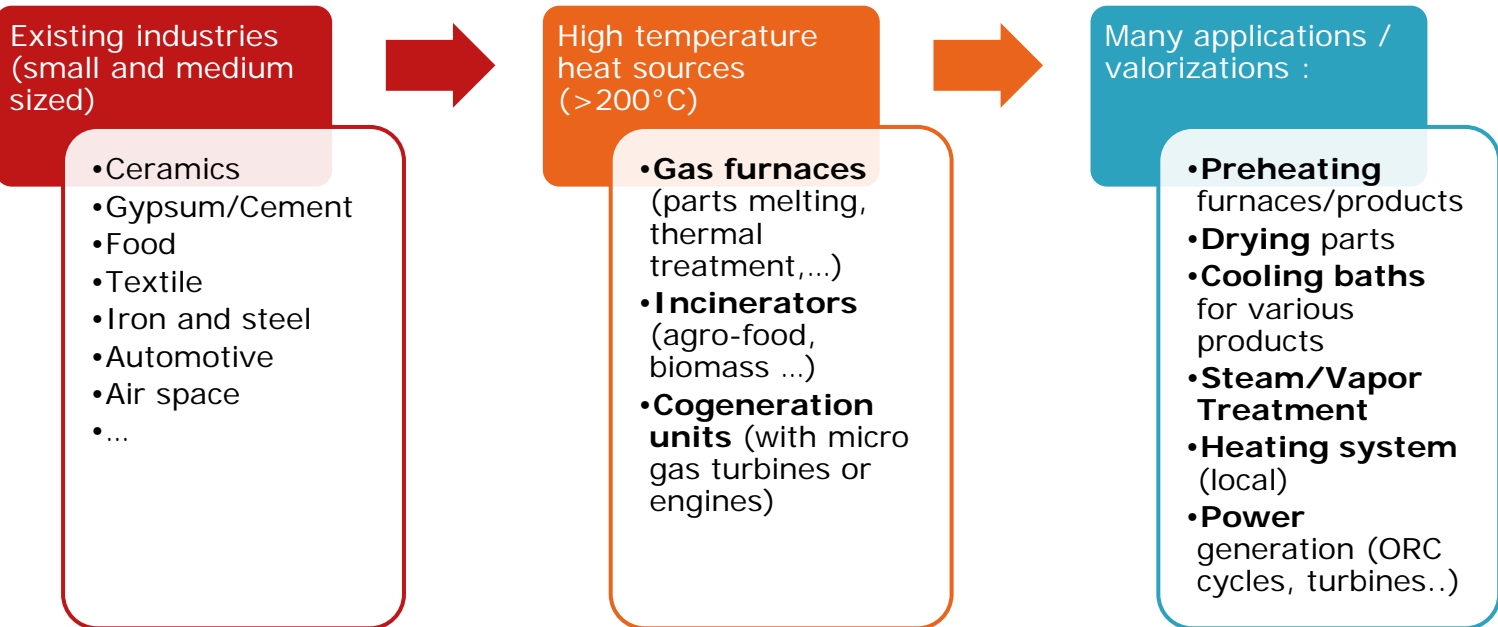 Existing industries
(small and medium
sized)
•Ceramics
•Gypsum/Cement
•Food
•Textile
•Iron and steel
•Automotive
•Air space
•...
High temperature
heat sources
(>200°C)
•Gas furnaces
(parts melting,
thermal
treatment,...)
•Incinerators
(agro-food,
biomass ...)
•Cogeneration
units (with micro
gas turbines or
engines)
Many applications /
valorizations :
•Preheating
furnaces/products
•Drying parts
•Cooling baths
for various
products
•Steam/Vapor
Treatment
•Heating system
(local)
•Power
generation (ORC
cycles, turbines..)